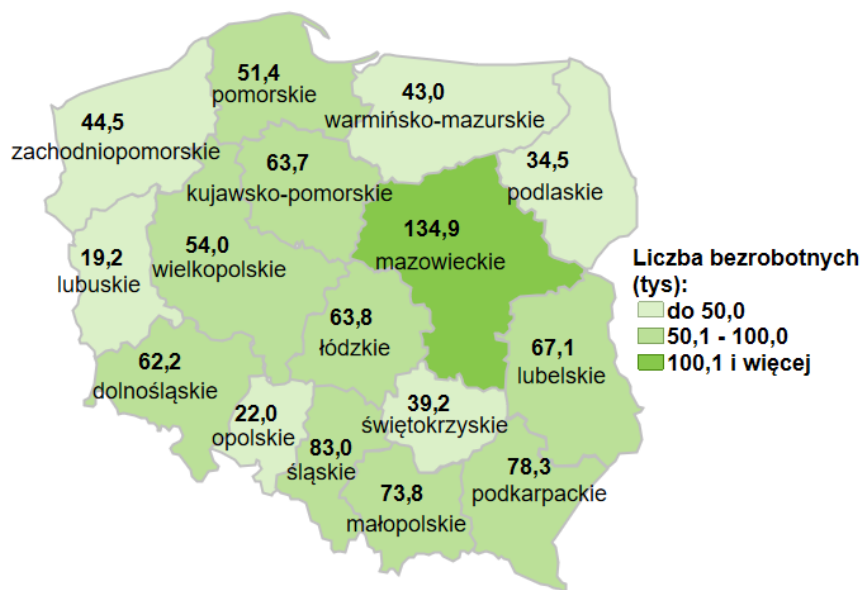 51,4
pomorskie
43,0
warmińsko-mazurskie
44,5
zachodniopomorskie
63,7
kujawsko-pomorskie
34,5
podlaskie
134,9
mazowieckie
19,2
lubuskie
54,0
wielkopolskie
Liczba bezrobotnych
(tys):
do 50,0
50,1 - 100,0
100,1 i więcej
63,8
łódzkie
67,1
lubelskie
62,2
dolnośląskie
22,0
opolskie
39,2
świętokrzyskie
83,0
śląskie
73,8
małopolskie
78,3
podkarpackie